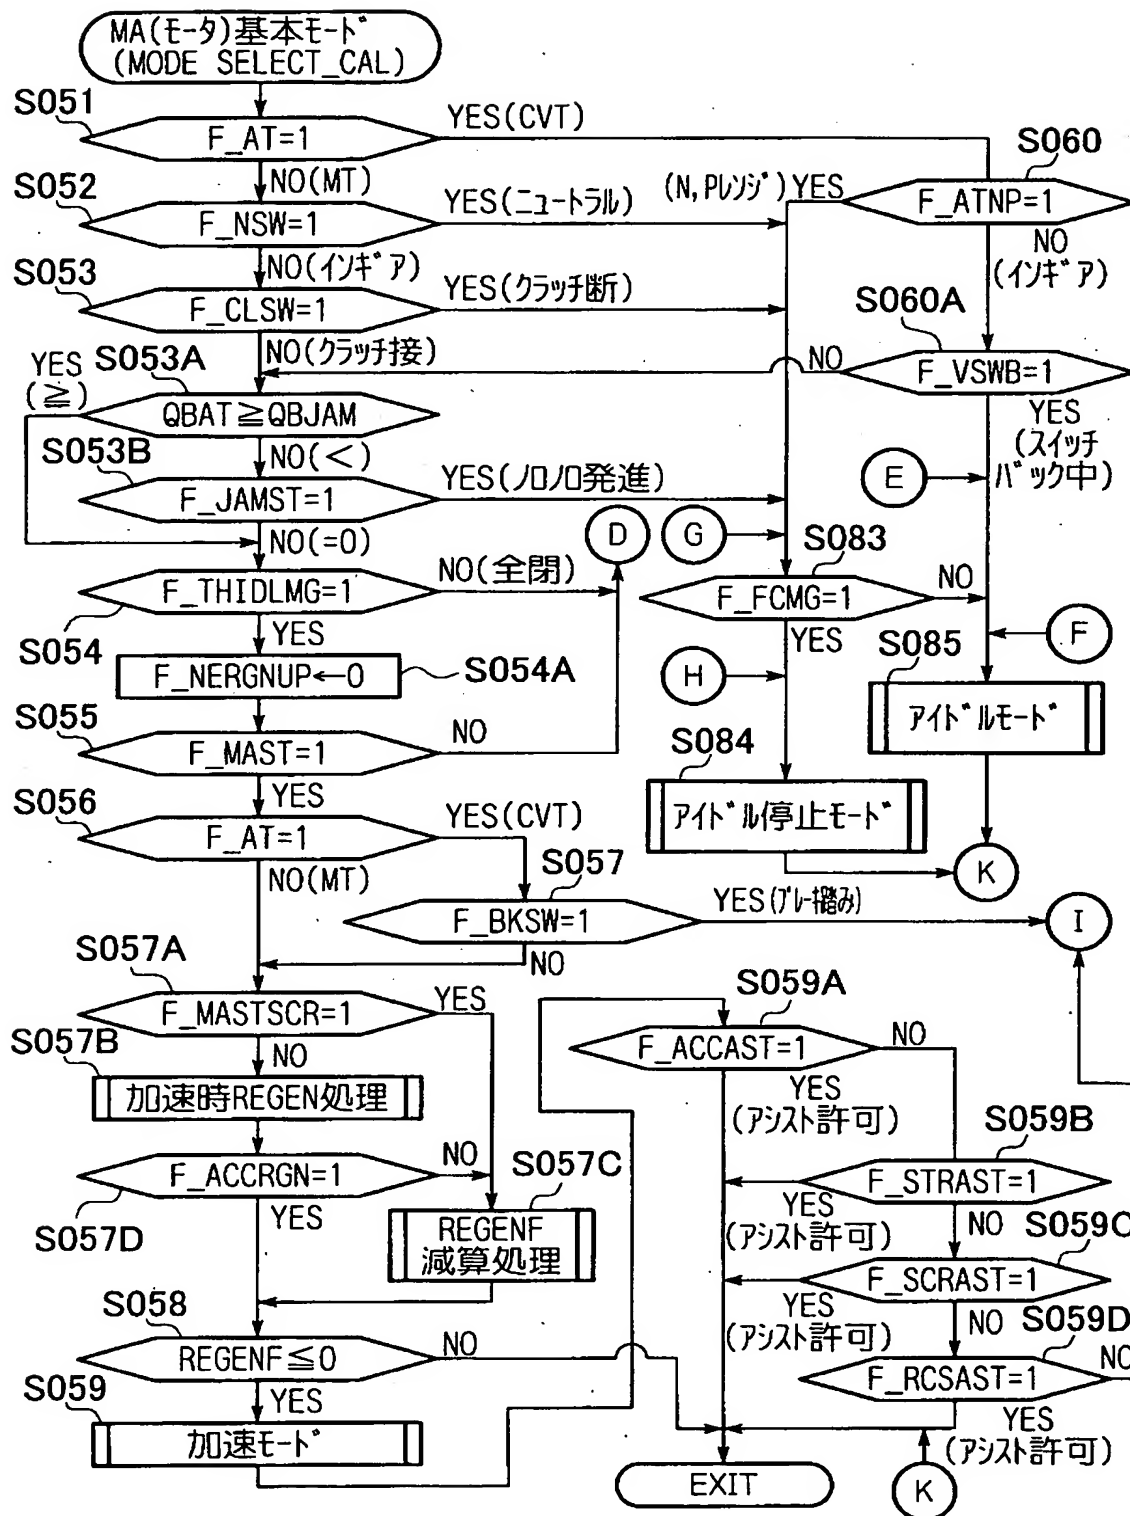 MA(モータ)基本モード
(MODE SELECT_CAL)
S051
F_AT=1
YES(CVT)
NO(MT)
S052
F_NSW=1
YES(ニュートラル)
NO(インギア)
S053
F_CLSW=1
YES(クラッチ断)
NO(クラッチ接)
S060
(N,Pレンジ)YES
F_ATNP=1
NO
(インギア)
S060A
NO
F_VSWB=1
YES
(スイッチ
バック中)
YES
(≧)
S053A
QBAT≧QBJAM
NO(<)
S053B
F_JAMST=1
YES(ノロノロ発進)
NO(=0)
E
D
G
S083
F_FCMG=1
NO
YES
F_THIDLMG=1
NO(全閉)
S054
YES
F_NERGNUP←0
S054A
H
F
S085
アイドルモード
S055
F_MAST=1
NO
YES
S084
アイドル停止モード
K
S056
F_AT=1
YES(CVT)
NO(MT)
S057
F_BKSW=1
YES(ブレーキ踏み)
NO
I
S057A
F_MASTSCR=1
YES
NO
S057B
加速時REGEN処理
F_ACCRGN=1
NO
S057D
YES
S057C
REGENF
減算処理
S058
REGENF≦0
NO
YES
S059
加速モード
S059A
F_ACCAST=1
NO
YES
(アシスト許可)
S059B
F_STRAST=1
YES
(アシスト許可)
NO
S059C
F_SCRAST=1
YES
(アシスト許可)
NO
S059D
F_RCSAST=1
NO
YES
(アシスト許可)
EXIT
K